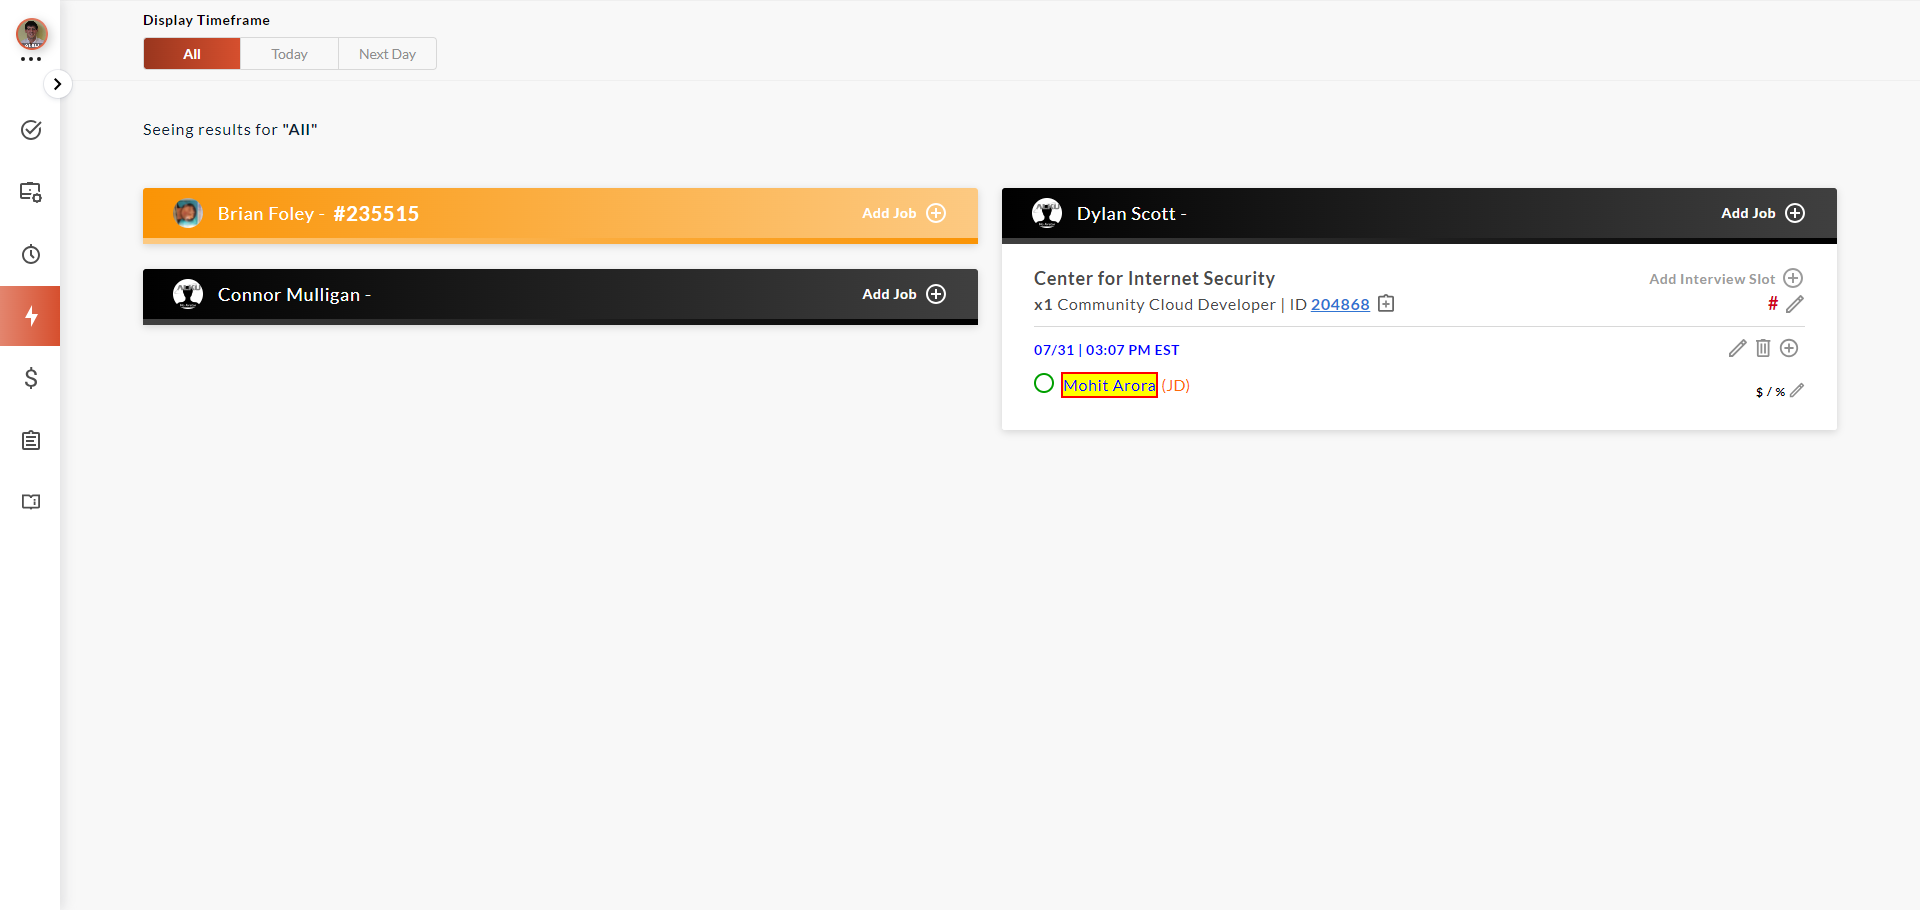 Display Timeframe
All Today Next Day
Seeing results for "All"
Brian Foley - #235515 Add Job
Connor Mulligan - Add Job
Dylan Scott - Add Job
Center for Internet Security Add Interview Slot
x1 Community Cloud Developer | ID 204868 #
07/31 | 03:07 PM EST
Mohit Arora (JD) $ / %